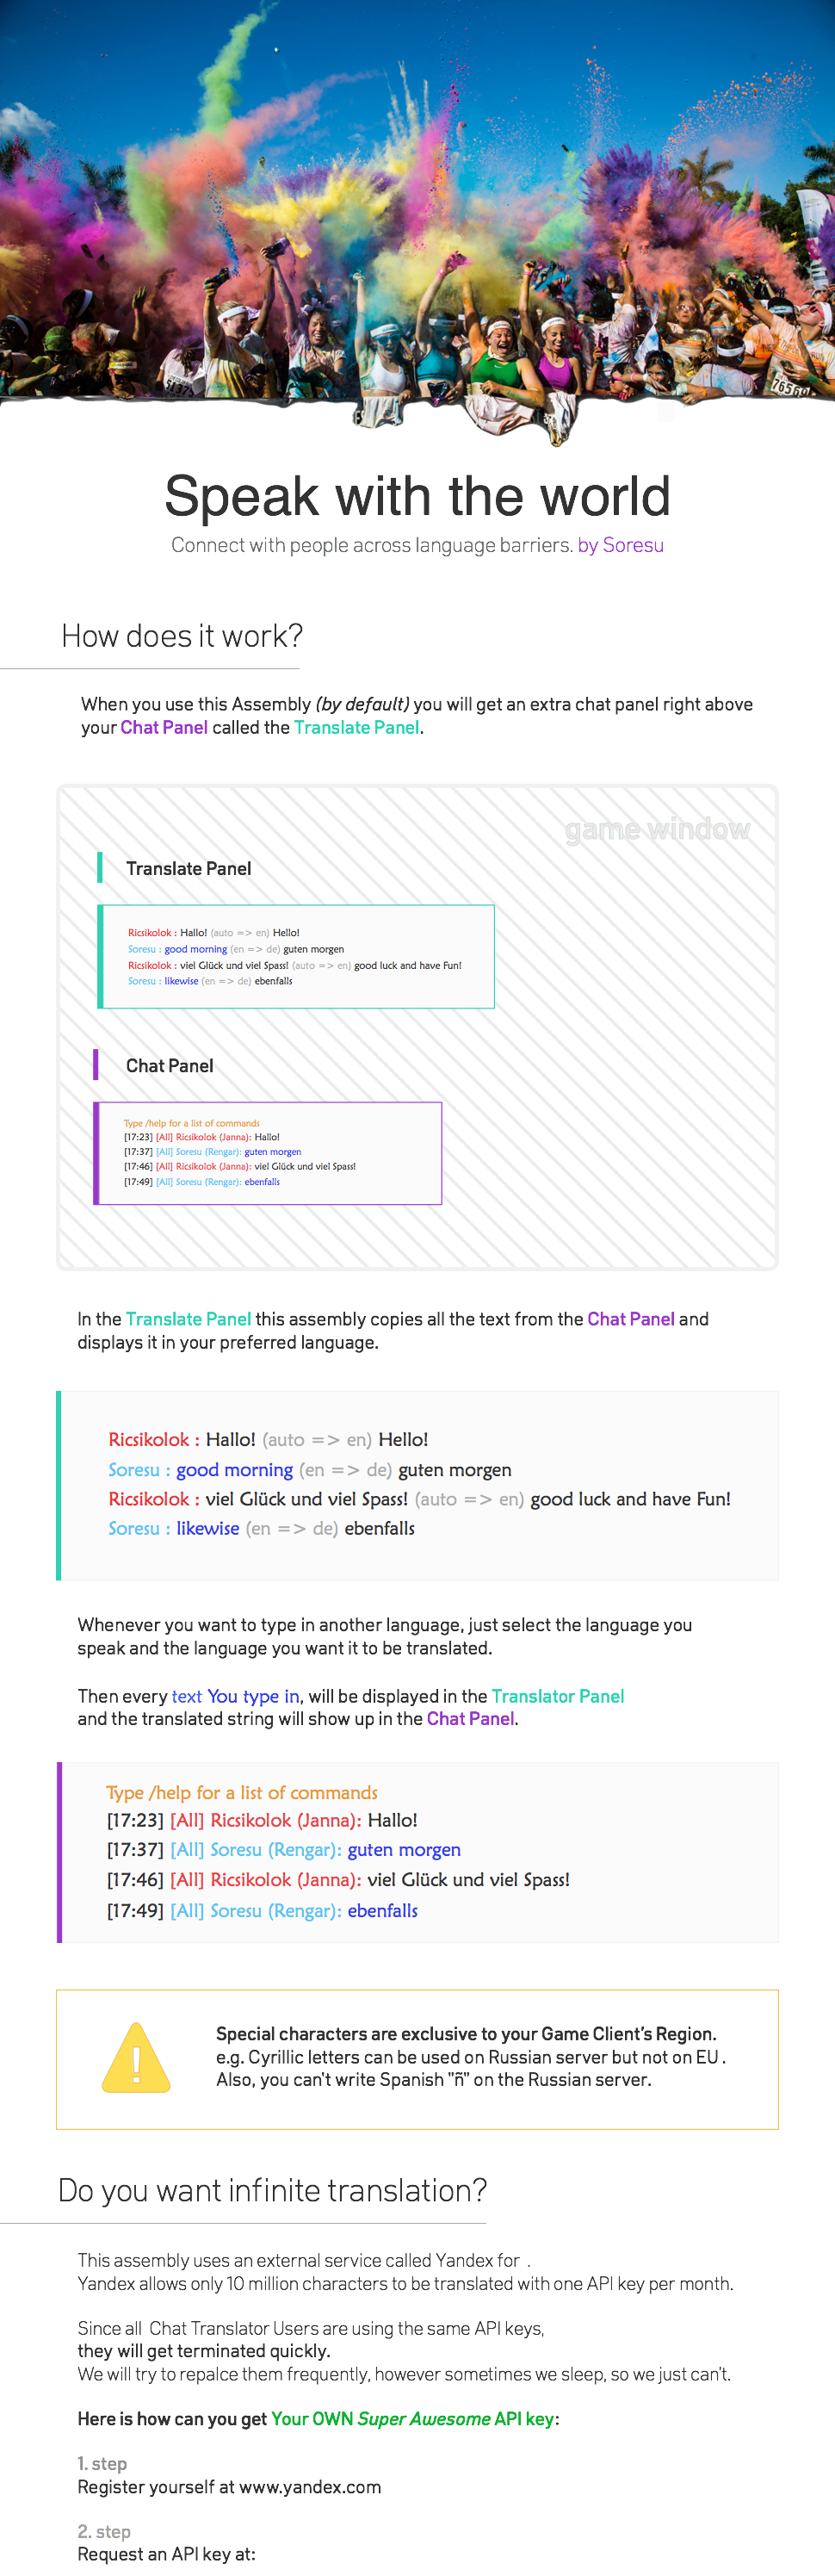 51371
76569
Speak with the world
Connect with people across language barriers. by Soresu
How does it work?
When you use this Assembly (by default) you will get an extra chat panel right above
your Chat Panel called the Translate Panel.
game window
Translate Panel
Ricsikolok : Hallo! (auto => en) Hello!
Soresu : good morning (en => de) guten morgen
Ricsikolok : viel Glück und viel Spass! (auto => en) good luck and have Fun!
Soresu : likewise (en => de) ebenfalls
Chat Panel
Type /help for a list of commands
[17:23] [All] Ricsikolok (Janna): Hallo!
[17:37] [All] Soresu (Rengar): guten morgen
[17:46] [All] Ricsikolok (Janna): viel Glück und viel Spass!
[17:49] [All] Soresu (Rengar): ebenfalls
In the Translate Panel this assembly copies all the text from the Chat Panel and
displays it in your preferred language.
Ricsikolok : Hallo! (auto => en) Hello!
Soresu : good morning (en => de) guten morgen
Ricsikolok : viel Glück und viel Spass! (auto => en) good luck and have Fun!
Soresu : likewise (en => de) ebenfalls
Whenever you want to type in another language, just select the language you
speak and the language you want it to be translated.
Then every text You type in, will be displayed in the Translator Panel
and the translated string will show up in the Chat Panel.
Type /help for a list of commands
[17:23] [All] Ricsikolok (Janna): Hallo!
[17:37] [All] Soresu (Rengar): guten morgen
[17:46] [All] Ricsikolok (Janna): viel Glück und viel Spass!
[17:49] [All] Soresu (Rengar): ebenfalls
Special characters are exclusive to your Game Client's Region.
e.g. Cyrillic letters can be used on Russian server but not on EU .
Also, you can't write Spanish "ñ" on the Russian server.
Do you want infinite translation?
This assembly uses an external service called Yandex for .
Yandex allows only 10 million characters to be translated with one API key per month.
Since all Chat Translator Users are using the same API keys,
they will get terminated quickly.
We will try to repalce them frequently, however sometimes we sleep, so we just can't.
Here is how can you get Your OWN Super Awesome API key:
1. step
Register yourself at www.yandex.com
2. step
Request an API key at: